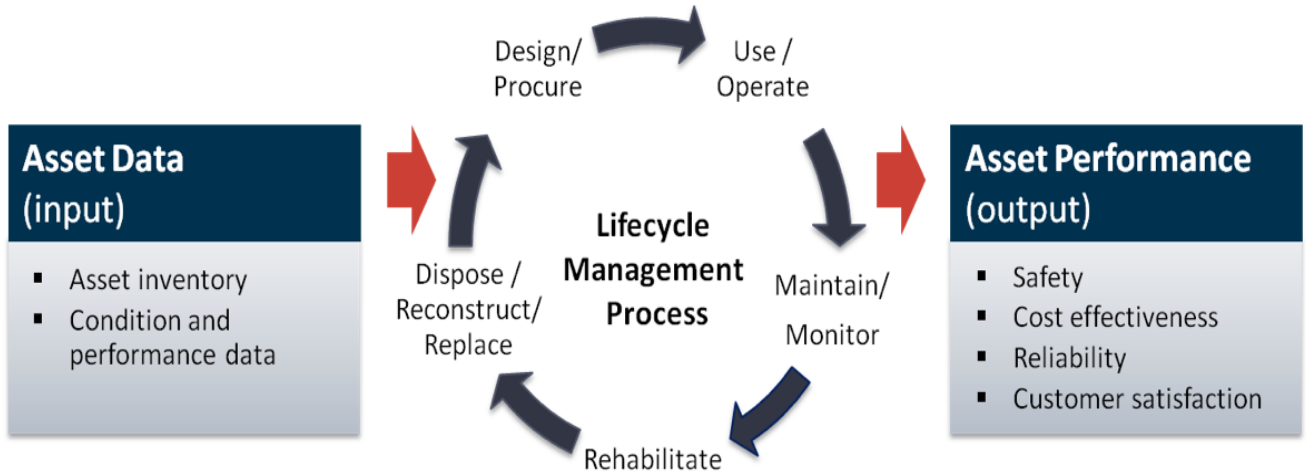 Asset Data
(input)
▪ Asset inventory
▪ Condition and
performance data
Design/
Procure
Use /
Operate
Maintain/
Monitor
Rehabilitate
Dispose /
Reconstruct/
Replace
Lifecycle
Management
Process
Asset Performance
(output)
▪ Safety
▪ Cost effectiveness
▪ Reliability
▪ Customer satisfaction